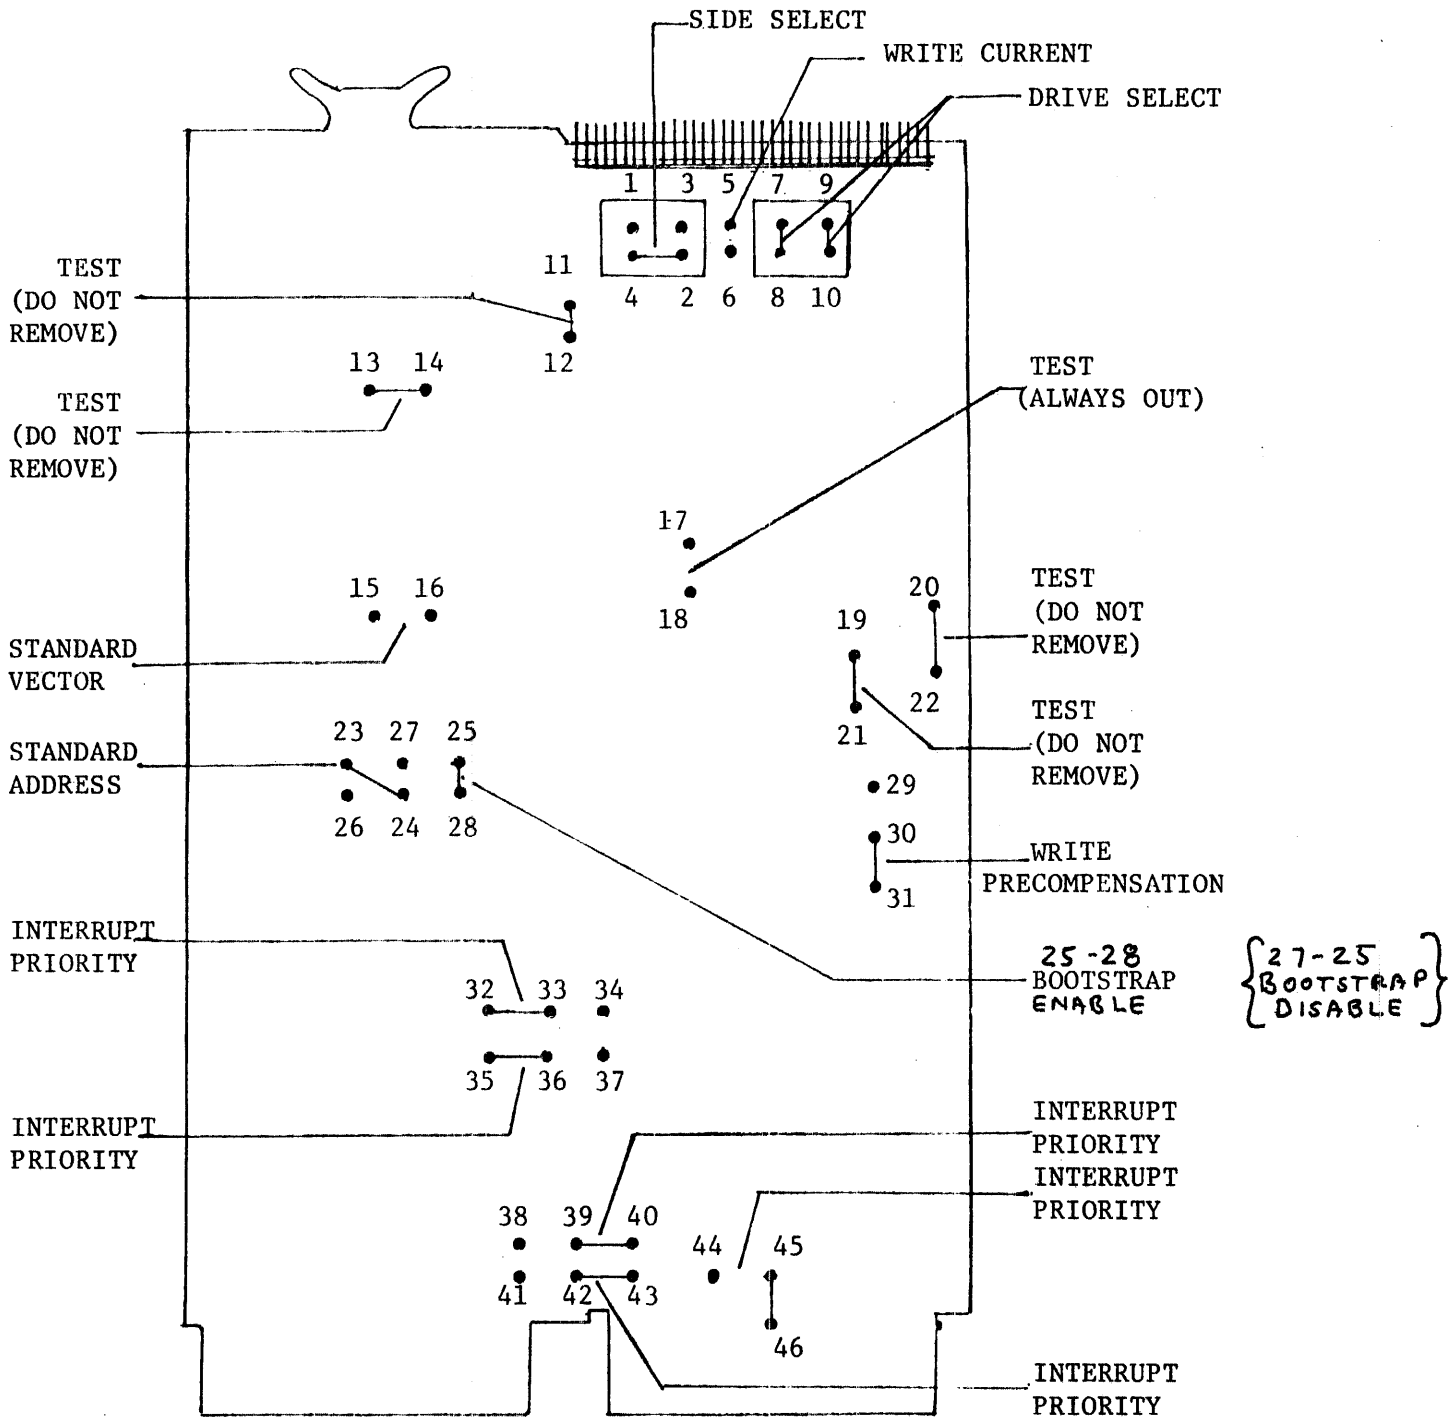 SIDE SELECT
WRITE CURRENT
DRIVE SELECT
1 3 5 7 9
4 2 6 8 10
TEST
(DO NOT
REMOVE)
11
12
13 14
TEST
(DO NOT
REMOVE)
TEST
(ALWAYS OUT)
17
18
15 16
STANDARD
VECTOR
19
20
21
22
TEST
(DO NOT
REMOVE)
TEST
(DO NOT
REMOVE)
23 27 25
STANDARD
ADDRESS
26 24 28
29
30
31
WRITE
PRECOMPENSATION
25-28
BOOTSTRAP
ENABLE
27-25
BOOTSTRAP
DISABLE
INTERRUPT
PRIORITY
32 33 34
35 36 37
INTERRUPT
PRIORITY
INTERRUPT
PRIORITY
INTERRUPT
PRIORITY
38 39 40
41 42 43
44 45
46
INTERRUPT
PRIORITY